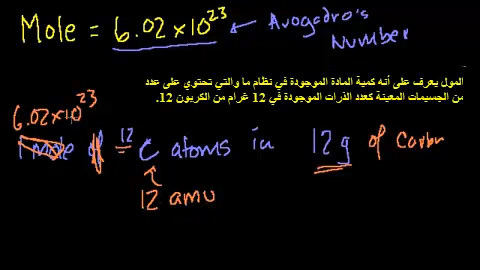 Mole = 6.02 x 10^23 ← Avogadro's Number
المول يعرف على أنه كمية المادة الموجودة في نظام ما والتي تحتوي على عدد
من الجسيمات المعينة كعدد الذرات الموجودة في 12 غرام من الكربون 12.
6.02 x 10^23
1 mole of 12 C atoms in 12g of Carbon
12 amu